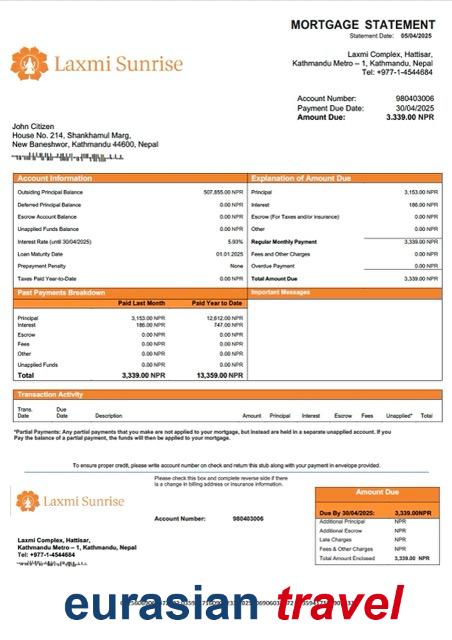 MORTGAGE STATEMENT
Statement Date: 05/04/2025
Laxmi Sunrise
Laxmi Complex, Hattisar,
Kathmandu Metro – 1, Kathmandu, Nepal
Tel: +977-1-4544684
Account Number: 980403006
Payment Due Date: 30/04/2025
Amount Due: 3.339.00 NPR
John Citizen
House No. 214, Shankhamul Marg,
New Baneshwor, Kathmandu 44600, Nepal
Account Information
Outsiding Principal Balance 507,855.00 NPR
Deferred Principal Balance 0.00 NPR
Escrow Account Balance 0.00 NPR
Unapplied Funds Balance 0.00 NPR
Interest Rate (until 30/04/2025) 5.93%
Loan Maturity Date 01.01.2025
Prepayment Penalty None
Taxes Paid Year-to-Date 0.00 NPR
Explanation of Amount Due
Principal 3,153.00 NPR
Interest 186.00 NPR
Escrow (For Taxes and/or insurance) 0.00 NPR
Other 0.00 NPR
Regular Monthly Payment 3,339.00 NPR
Fees and Other Charges 0.00 NPR
Overdue Payment 0.00 NPR
Total Amount Due 3,339.00 NPR
Past Payments Breakdown
Paid Last Month Paid Year to Date
Principal 3,153.00 NPR 12,612.00 NPR
Interest 186.00 NPR 747.00 NPR
Escrow 0.00 NPR 0.00 NPR
Fees 0.00 NPR 0.00 NPR
Other 0.00 NPR 0.00 NPR
Unapplied Funds 0.00 NPR 0.00 NPR
Total 3,339.00 NPR 13,359.00 NPR
Important Messages
Transaction Activity
Trans. Date Due Date Description Amount Principal Interest Escrow Fees Unapplied* Total
*Partial Payments: Any partial payments that you make are not applied to your mortgage, but instead are held in a separate unapplied account. If you
Pay the balance of a partial payment, the funds will then be applied to your mortgage.
To ensure proper credit, please write account number on check and return this stub along with your payment in envelope provided.
Laxmi Sunrise
Please check this box and complete reverse side if there
is a change in billing address or insurance information.
Account Number: 980403006
Laxmi Complex, Hattisar,
Kathmandu Metro – 1, Kathmandu, Nepal
Tel: +977-1-4544684
Amount Due
Due By 30/04/2025: 3,339.00NPR
Additional Principal NPR
Additional Escrow NPR
Late Charges NPR
Fees & Other Charges NPR
Total Amount Enclosed 3,339.00 NPR
eurasian travel